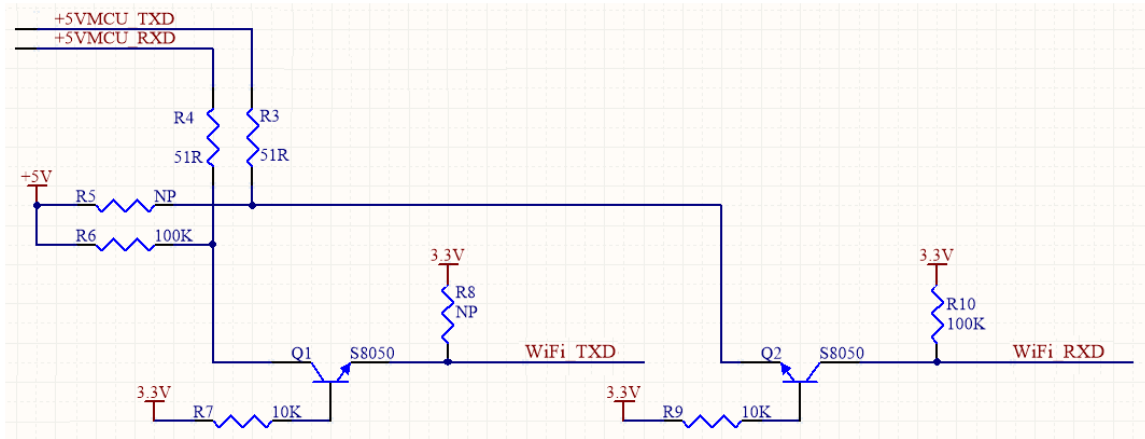 +5VMCU_TXD
+5VMCU_RXD
R4
R3
51R
51R
+5V
R5
NP
R6
100K
3.3V
R8
NP
3.3V
R10
100K
Q1
S8050
WiFi_TXD
Q2
S8050
WiFi_RXD
3.3V
R7
10K
3.3V
R9
10K